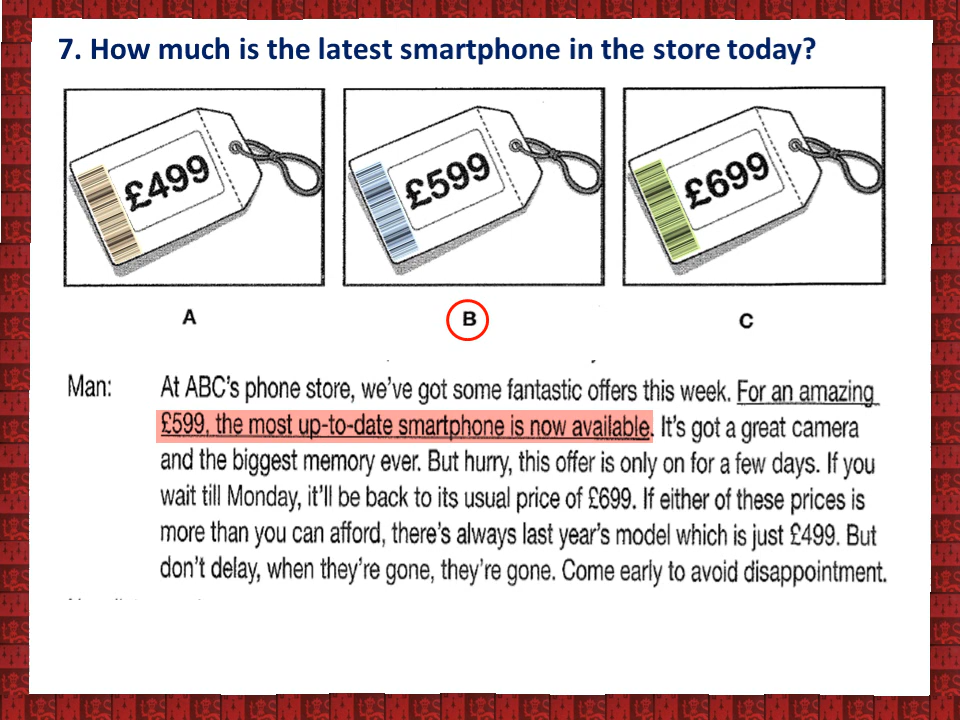 7. How much is the latest smartphone in the store today?
£499
£599
£699
A
B
C
Man: At ABC's phone store, we've got some fantastic offers this week. For an amazing
£599, the most up-to-date smartphone is now available. It's got a great camera
and the biggest memory ever. But hurry, this offer is only on for a few days. If you
wait till Monday, it'll be back to its usual price of £699. If either of these prices is
more than you can afford, there's always last year's model which is just £499. But
don't delay, when they're gone, they're gone. Come early to avoid disappointment.